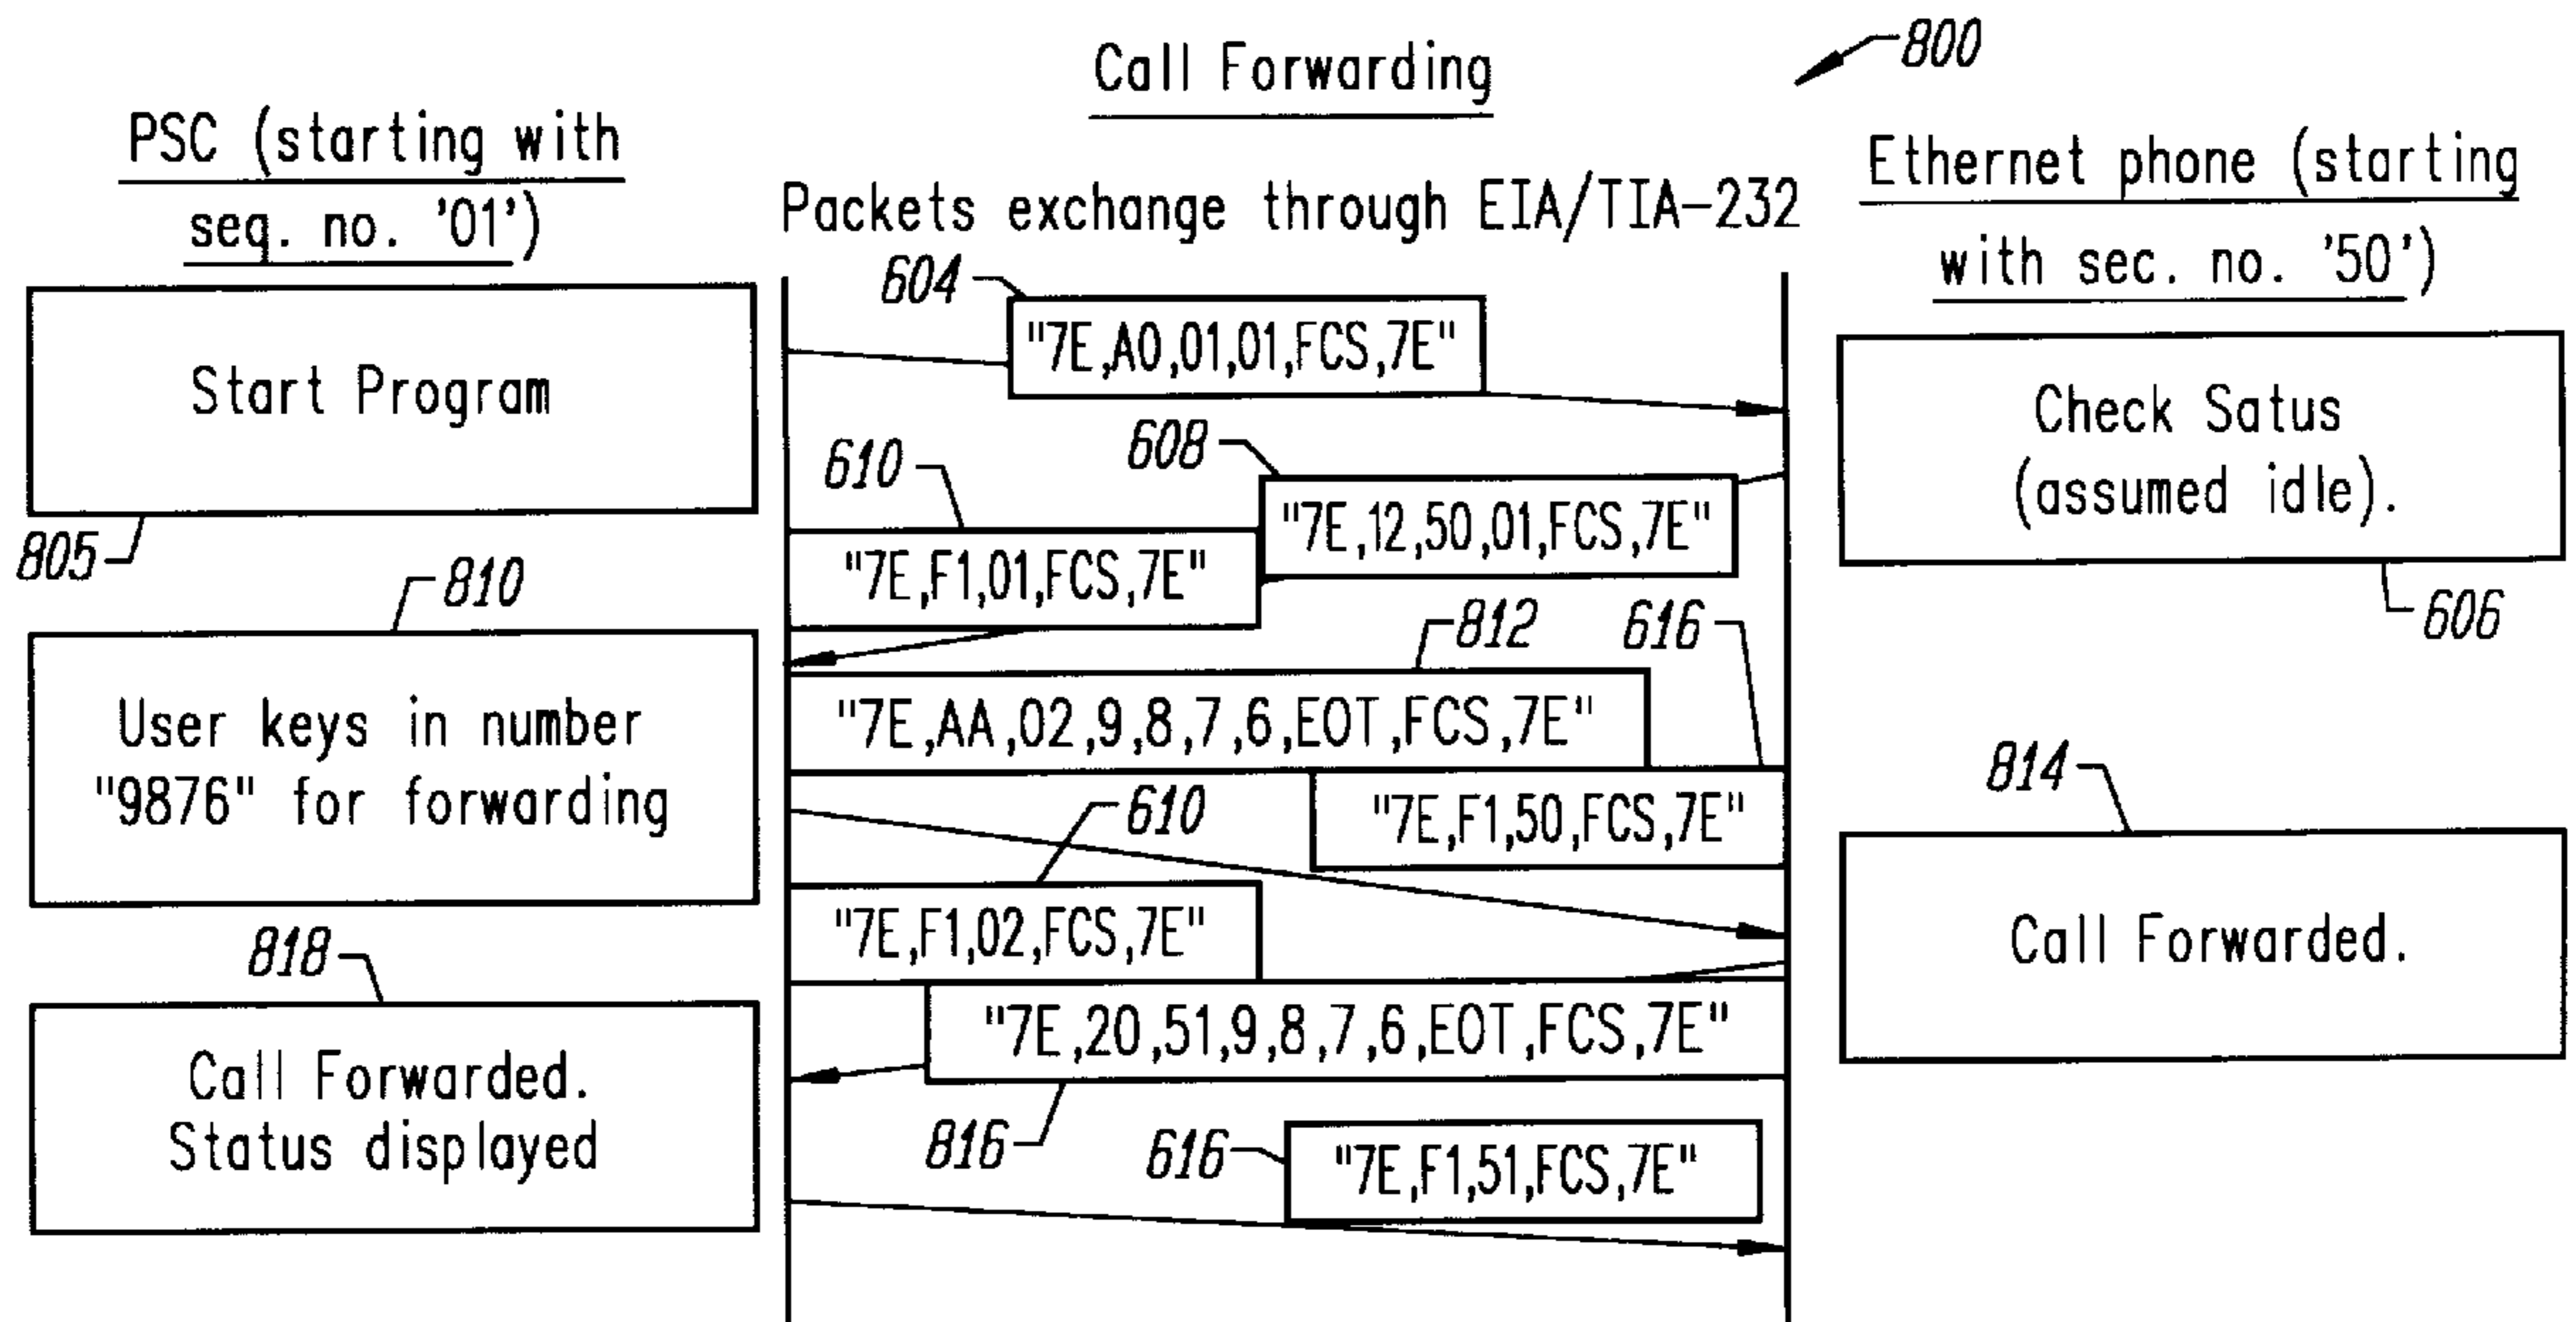 Call Forwarding
800
PSC (starting with
seq. no. '01')
Packets exchange through EIA/TIA-232
Ethernet phone (starting
with sec. no. '50')
604
"7E,A0,01,01,FCS,7E"
Start Program
805
Check Satus
(assumed idle).
606
608
"7E,12,50,01,FCS,7E"
610
"7E,F1,01,FCS,7E"
810
User keys in number
"9876" for forwarding
812
"7E,AA,02,9,8,7,6,EOT,FCS,7E"
616
"7E,F1,50,FCS,7E"
814
Call Forwarded.
610
"7E,F1,02,FCS,7E"
818
Call Forwarded.
Status displayed
"7E,20,51,9,8,7,6,EOT,FCS,7E"
816
616
"7E,F1,51,FCS,7E"